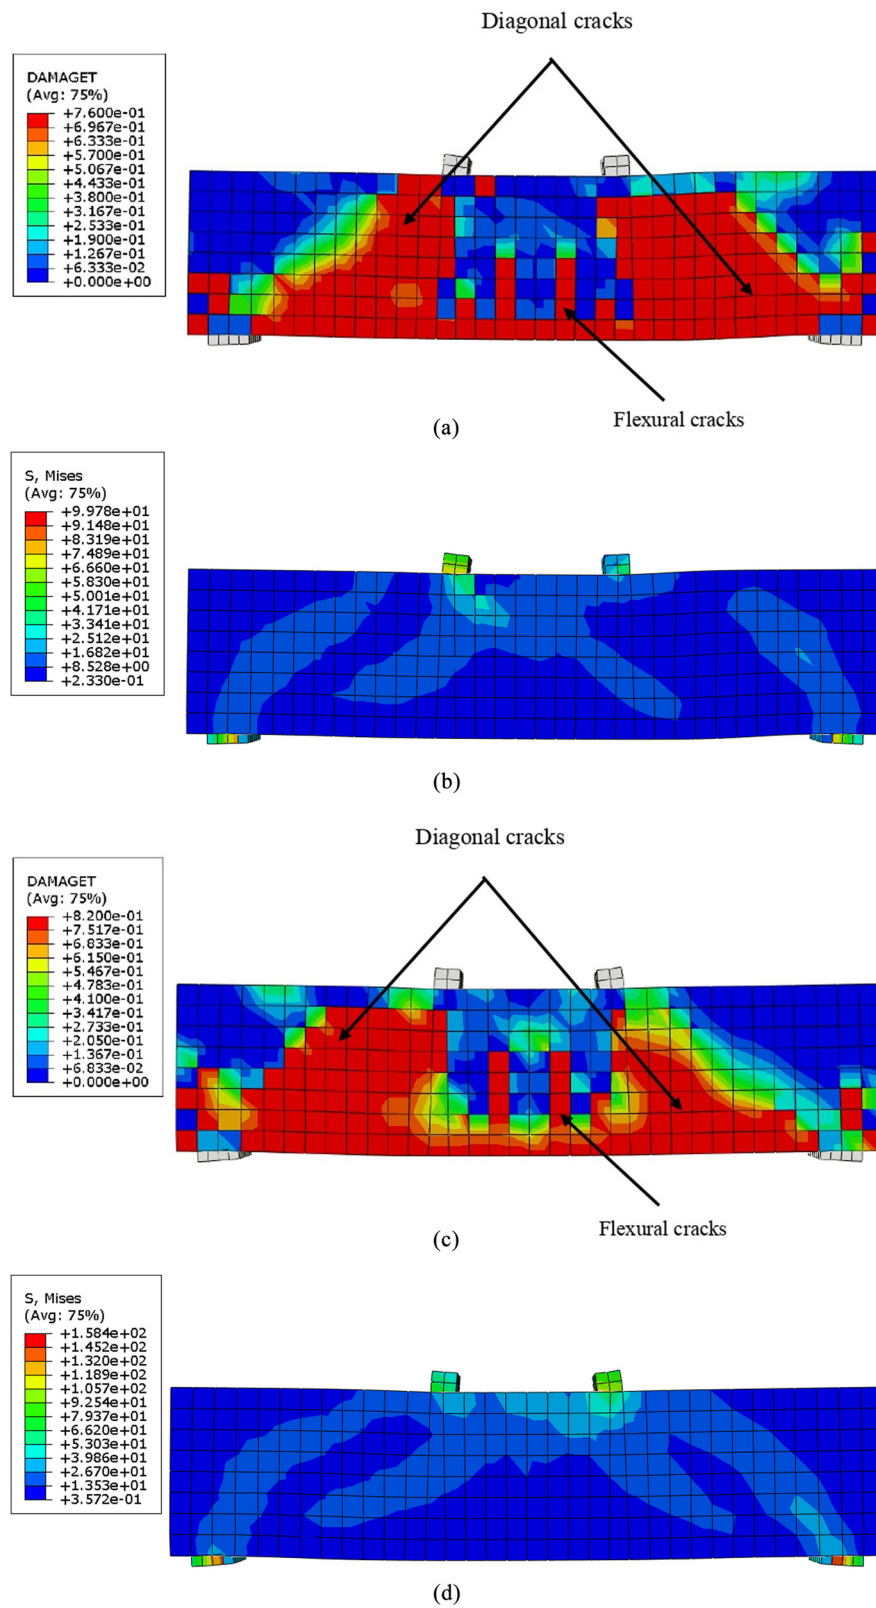 Diagonal cracks
DAMAGET
(Avg: 75%)
+7.600e-01
+6.967e-01
+6.333e-01
+5.700e-01
+5.067e-01
+4.433e-01
+3.800e-01
+3.167e-01
+2.533e-01
+1.900e-01
+1.267e-01
+6.333e-02
+0.000e+00
Flexural cracks
(a)
S, Mises
(Avg: 75%)
+9.978e+01
+9.148e+01
+8.319e+01
+7.489e+01
+6.660e+01
+5.830e+01
+5.001e+01
+4.171e+01
+3.341e+01
+2.512e+01
+1.682e+01
+8.528e+00
+2.330e-01
(b)
Diagonal cracks
DAMAGET
(Avg: 75%)
+8.200e-01
+7.517e-01
+6.833e-01
+6.150e-01
+5.467e-01
+4.783e-01
+4.100e-01
+3.417e-01
+2.733e-01
+2.050e-01
+1.367e-01
+6.833e-02
+0.000e+00
Flexural cracks
(c)
S, Mises
(Avg: 75%)
+1.584e+02
+1.452e+02
+1.320e+02
+1.189e+02
+1.057e+02
+9.254e+01
+7.937e+01
+6.620e+01
+5.303e+01
+3.986e+01
+2.670e+01
+1.353e+01
+3.572e-01
(d)